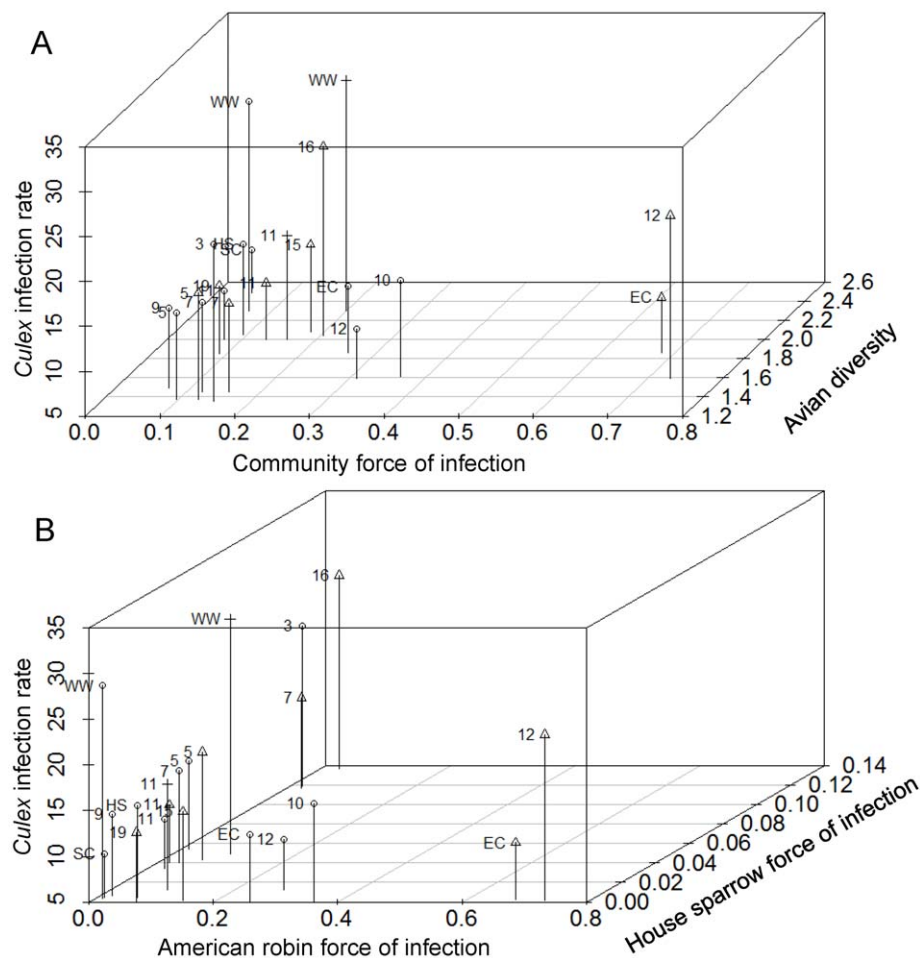 A
WW
WW
16
12
3 HS
SC
11
15
10
EC
EC
12
19
11
5
7
7
9
5
35
30
25
20
15
10
5
Culex infection rate
0.0 0.1 0.2 0.3 0.4 0.5 0.6 0.7 0.8
Community force of infection
1.2
1.4
1.6
1.8
2.0
2.2
2.4
2.6
Avian diversity
B
16
WW
3
WW
7
12
5
5
7
11
HS
9
11
11
19
SC
EC
12
10
EC
35
30
25
20
15
10
5
Culex infection rate
0.0 0.2 0.4 0.6 0.8
American robin force of infection
0.00
0.02
0.04
0.06
0.08
0.10
0.12
0.14
House sparrow force of infection